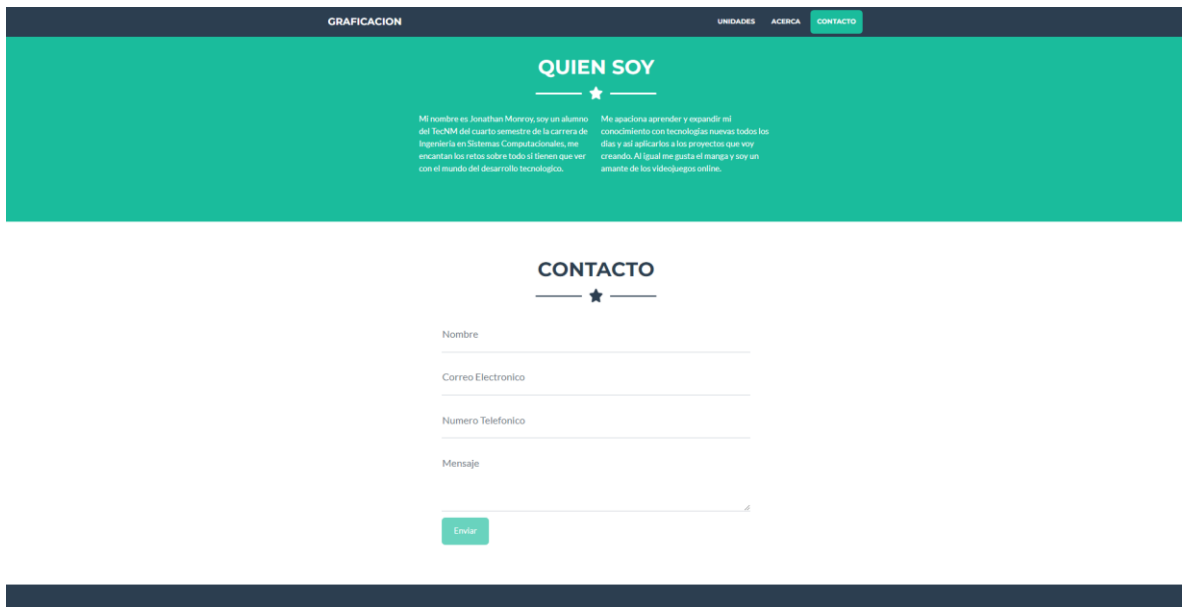 GRAFICACION
UNIDADES ACERCA CONTACTO
QUIEN SOY
Mi nombre es Jonathan Monroy, soy un alumno
del TecNM del cuarto semestre de la carrera de
Ingenieria en Sistemas Computacionales, me
encantan los retos sobre todo si tienen que ver
con el mundo del desarrollo tecnologico.
Me apaciona aprender y expandir mi
conocimiento con tecnologias nuevas todos los
dias y asi aplicarlos a los proyectos que voy
creando. Al igual me gusta el manga y soy un
amante de los videojuegos online.
CONTACTO
Nombre
Correo Electronico
Numero Telefonico
Mensaje
Enviar